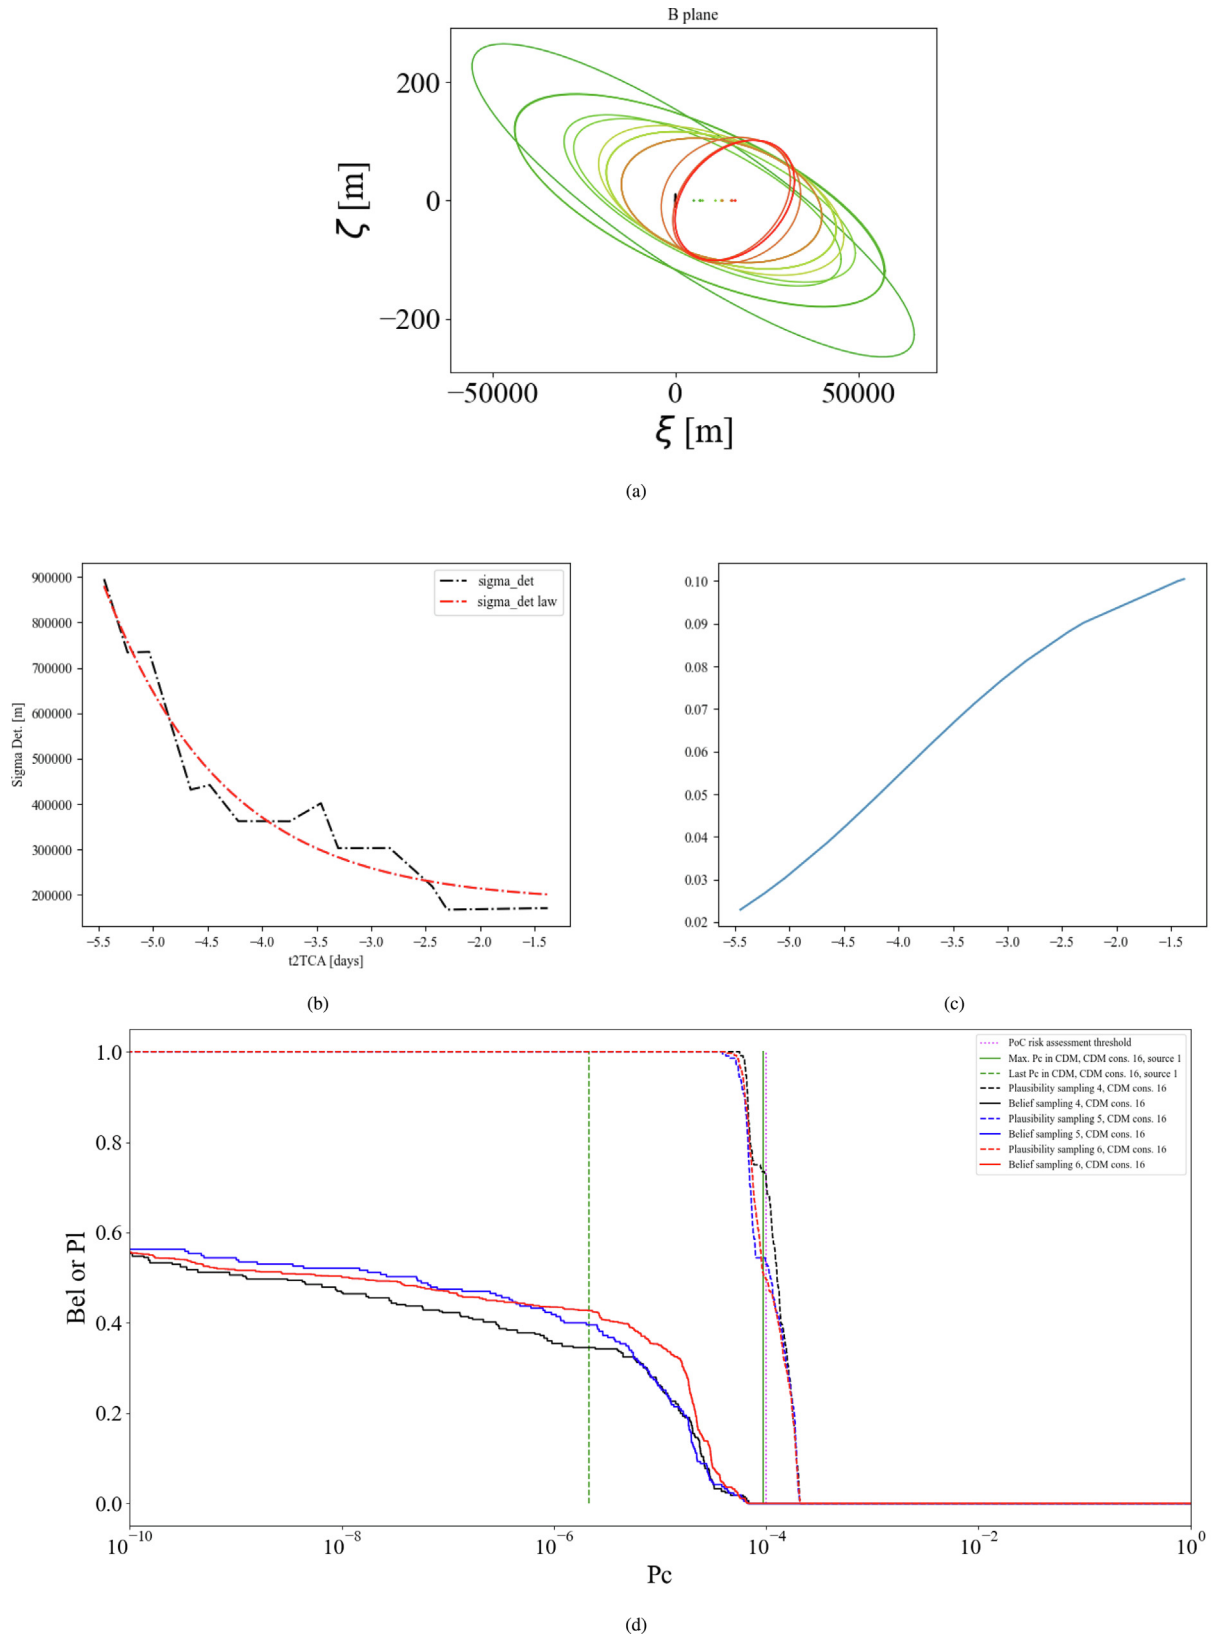 B plane
200
0
−200
ζ [m]
−50000
0
50000
ξ [m]
(a)
900000
800000
700000
600000
500000
400000
300000
200000
Sigma Det. [m]
sigma_det
sigma_det law
−5.5
−5.0
−4.5
−4.0
−3.5
−3.0
−2.5
−2.0
−1.5
t2TCA [days]
(b)
0.10
0.09
0.08
0.07
0.06
0.05
0.04
0.03
0.02
−5.5
−5.0
−4.5
−4.0
−3.5
−3.0
−2.5
−2.0
−1.5
(c)
1.0
0.8
0.6
0.4
0.2
0.0
Bel or Pl
PoC risk assessment threshold
Max. Pc in CDM, CDM cons. 16, source 1
Last Pc in CDM, CDM cons. 16, source 1
Plausibility sampling 4, CDM cons. 16
Belief sampling 4, CDM cons. 16
Plausibility sampling 5, CDM cons. 16
Belief sampling 5, CDM cons. 16
Plausibility sampling 6, CDM cons. 16
Belief sampling 6, CDM cons. 16
10⁻¹⁰
10⁻⁸
10⁻⁶
10⁻⁴
10⁻²
10⁰
Pc
(d)